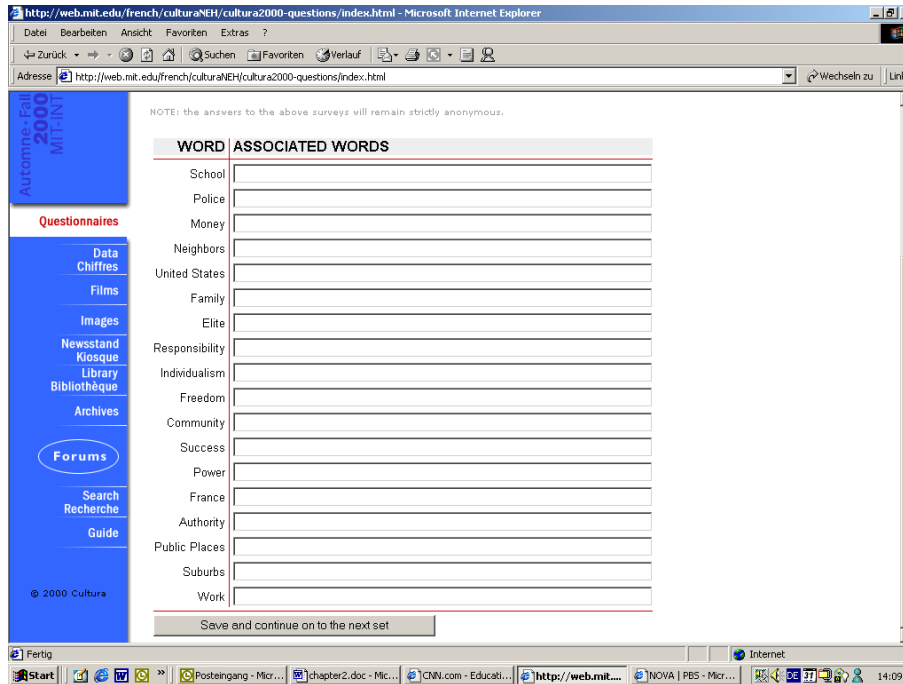 http://web.mit.edu/french/culturaNEH/cultura2000-questions/index.html - Microsoft Internet Explorer
Datei Bearbeiten Ansicht Favoriten Extras ?
Zurück Suchen Favoriten Verlauf
Adresse http://web.mit.edu/french/culturaNEH/cultura2000-questions/index.html Wechseln zu Lin
Automne - Fall
2000
MIT-INT
NOTE: the answers to the above surveys will remain strictly anonymous.
Questionnaires
Data
Chiffres
Films
Images
Newsstand
Kiosque
Library
Bibliothèque
Archives
Forums
Search
Recherche
Guide
© 2000 Cultura
WORD ASSOCIATED WORDS
School
Police
Money
Neighbors
United States
Family
Elite
Responsibility
Individualism
Freedom
Community
Success
Power
France
Authority
Public Places
Suburbs
Work
Save and continue on to the next set
Fertig Internet
Start » Posteingang - Micr... chapter2.doc - Mic... CNN.com - Educati... http://web.mit.... NOVA | PBS - Micr... DE 31 14:09